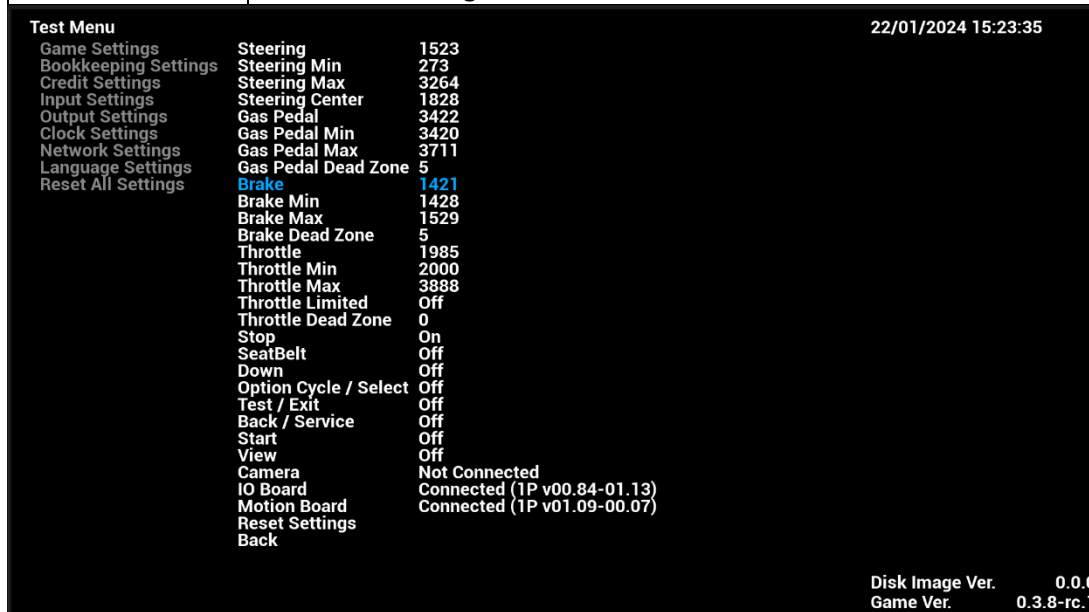 Test Menu 22/01/2024 15:23:35
Game Settings Steering 1523
Bookkeeping Settings Steering Min 273
Credit Settings Steering Max 3264
Input Settings Steering Center 1828
Output Settings Gas Pedal 3422
Clock Settings Gas Pedal Min 3420
Network Settings Gas Pedal Max 3711
Language Settings Gas Pedal Dead Zone 5
Reset All Settings Brake 1421
Brake Min 1428
Brake Max 1529
Brake Dead Zone 5
Throttle 1985
Throttle Min 2000
Throttle Max 3888
Throttle Limited Off
Throttle Dead Zone 0
Stop On
SeatBelt Off
Down Off
Option Cycle / Select Off
Test / Exit Off
Back / Service Off
Start Off
View Off
Camera Not Connected
IO Board Connected (1P v00.84-01.13)
Motion Board Connected (1P v01.09-00.07)
Reset Settings
Back
Disk Image Ver. 0.0.
Game Ver. 0.3.8-rc